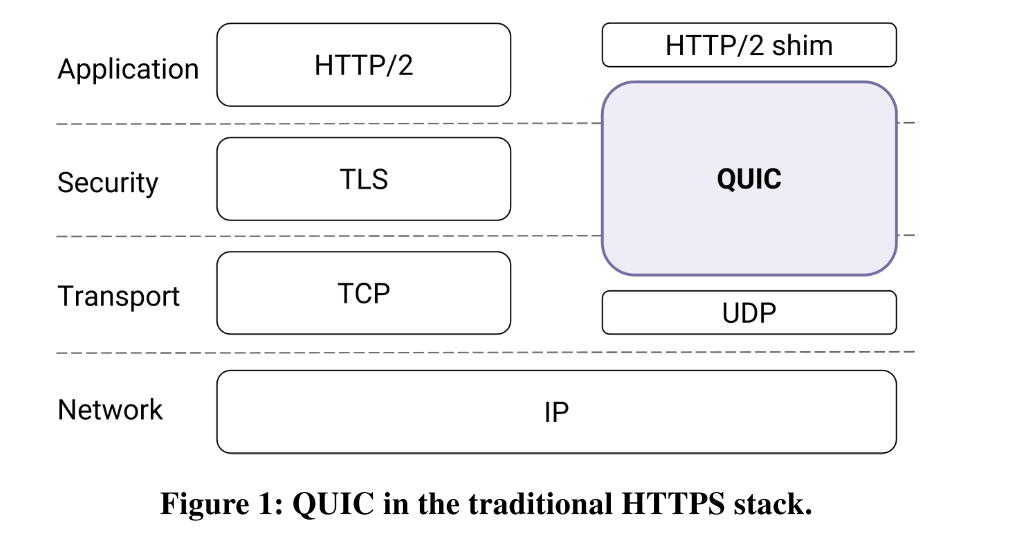 Application
HTTP/2
HTTP/2 shim
Security
TLS
QUIC
Transport
TCP
UDP
Network
IP
Figure 1: QUIC in the traditional HTTPS stack.